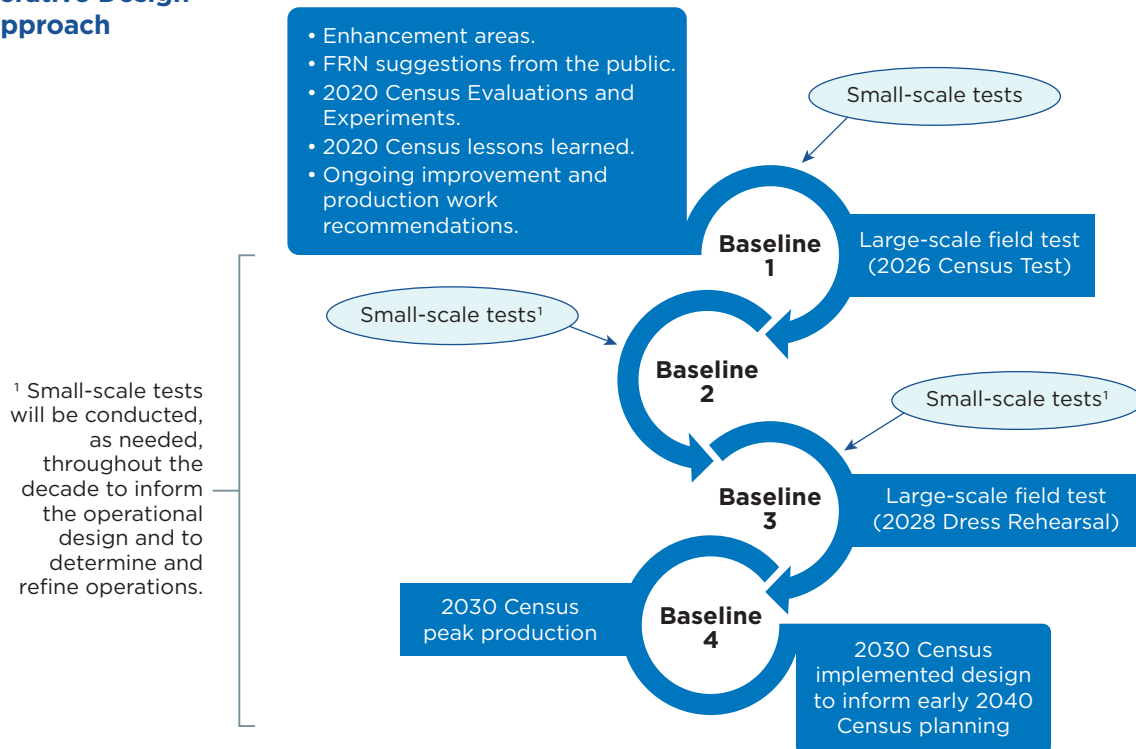 erative Design
pproach
• Enhancement areas.
• FRN suggestions from the public.
• 2020 Census Evaluations and
Experiments.
• 2020 Census lessons learned.
• Ongoing improvement and
production work
recommendations.
Small-scale tests
Baseline
1
Large-scale field test
(2026 Census Test)
Small-scale tests¹
Baseline
2
Small-scale tests¹
¹ Small-scale tests
will be conducted,
as needed,
throughout the
decade to inform
the operational
design and to
determine and
refine operations.
Baseline
3
Large-scale field test
(2028 Dress Rehearsal)
2030 Census
peak production
Baseline
4
2030 Census
implemented design
to inform early 2040
Census planning